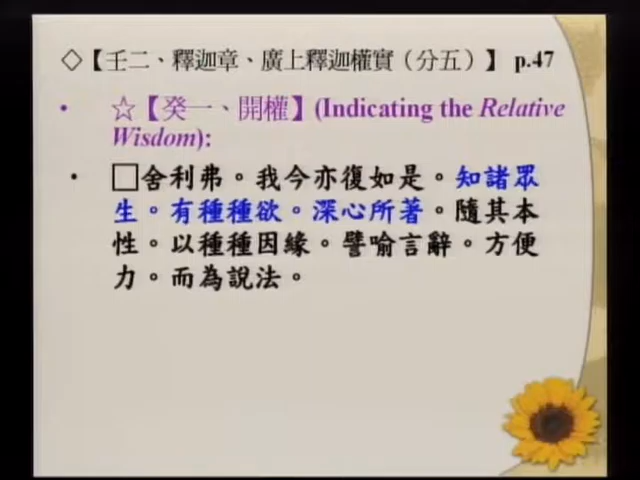 ◇【壬二、釋迦章、廣上釋迦權實（分五）】 p.47
• ☆【癸一、開權】(Indicating the Relative
Wisdom):
• □舍利弗。我今亦復如是。知諸眾
生。有種種欲。深心所著。隨其本
性。以種種因緣。譬喻言辭。方便
力。而為說法。